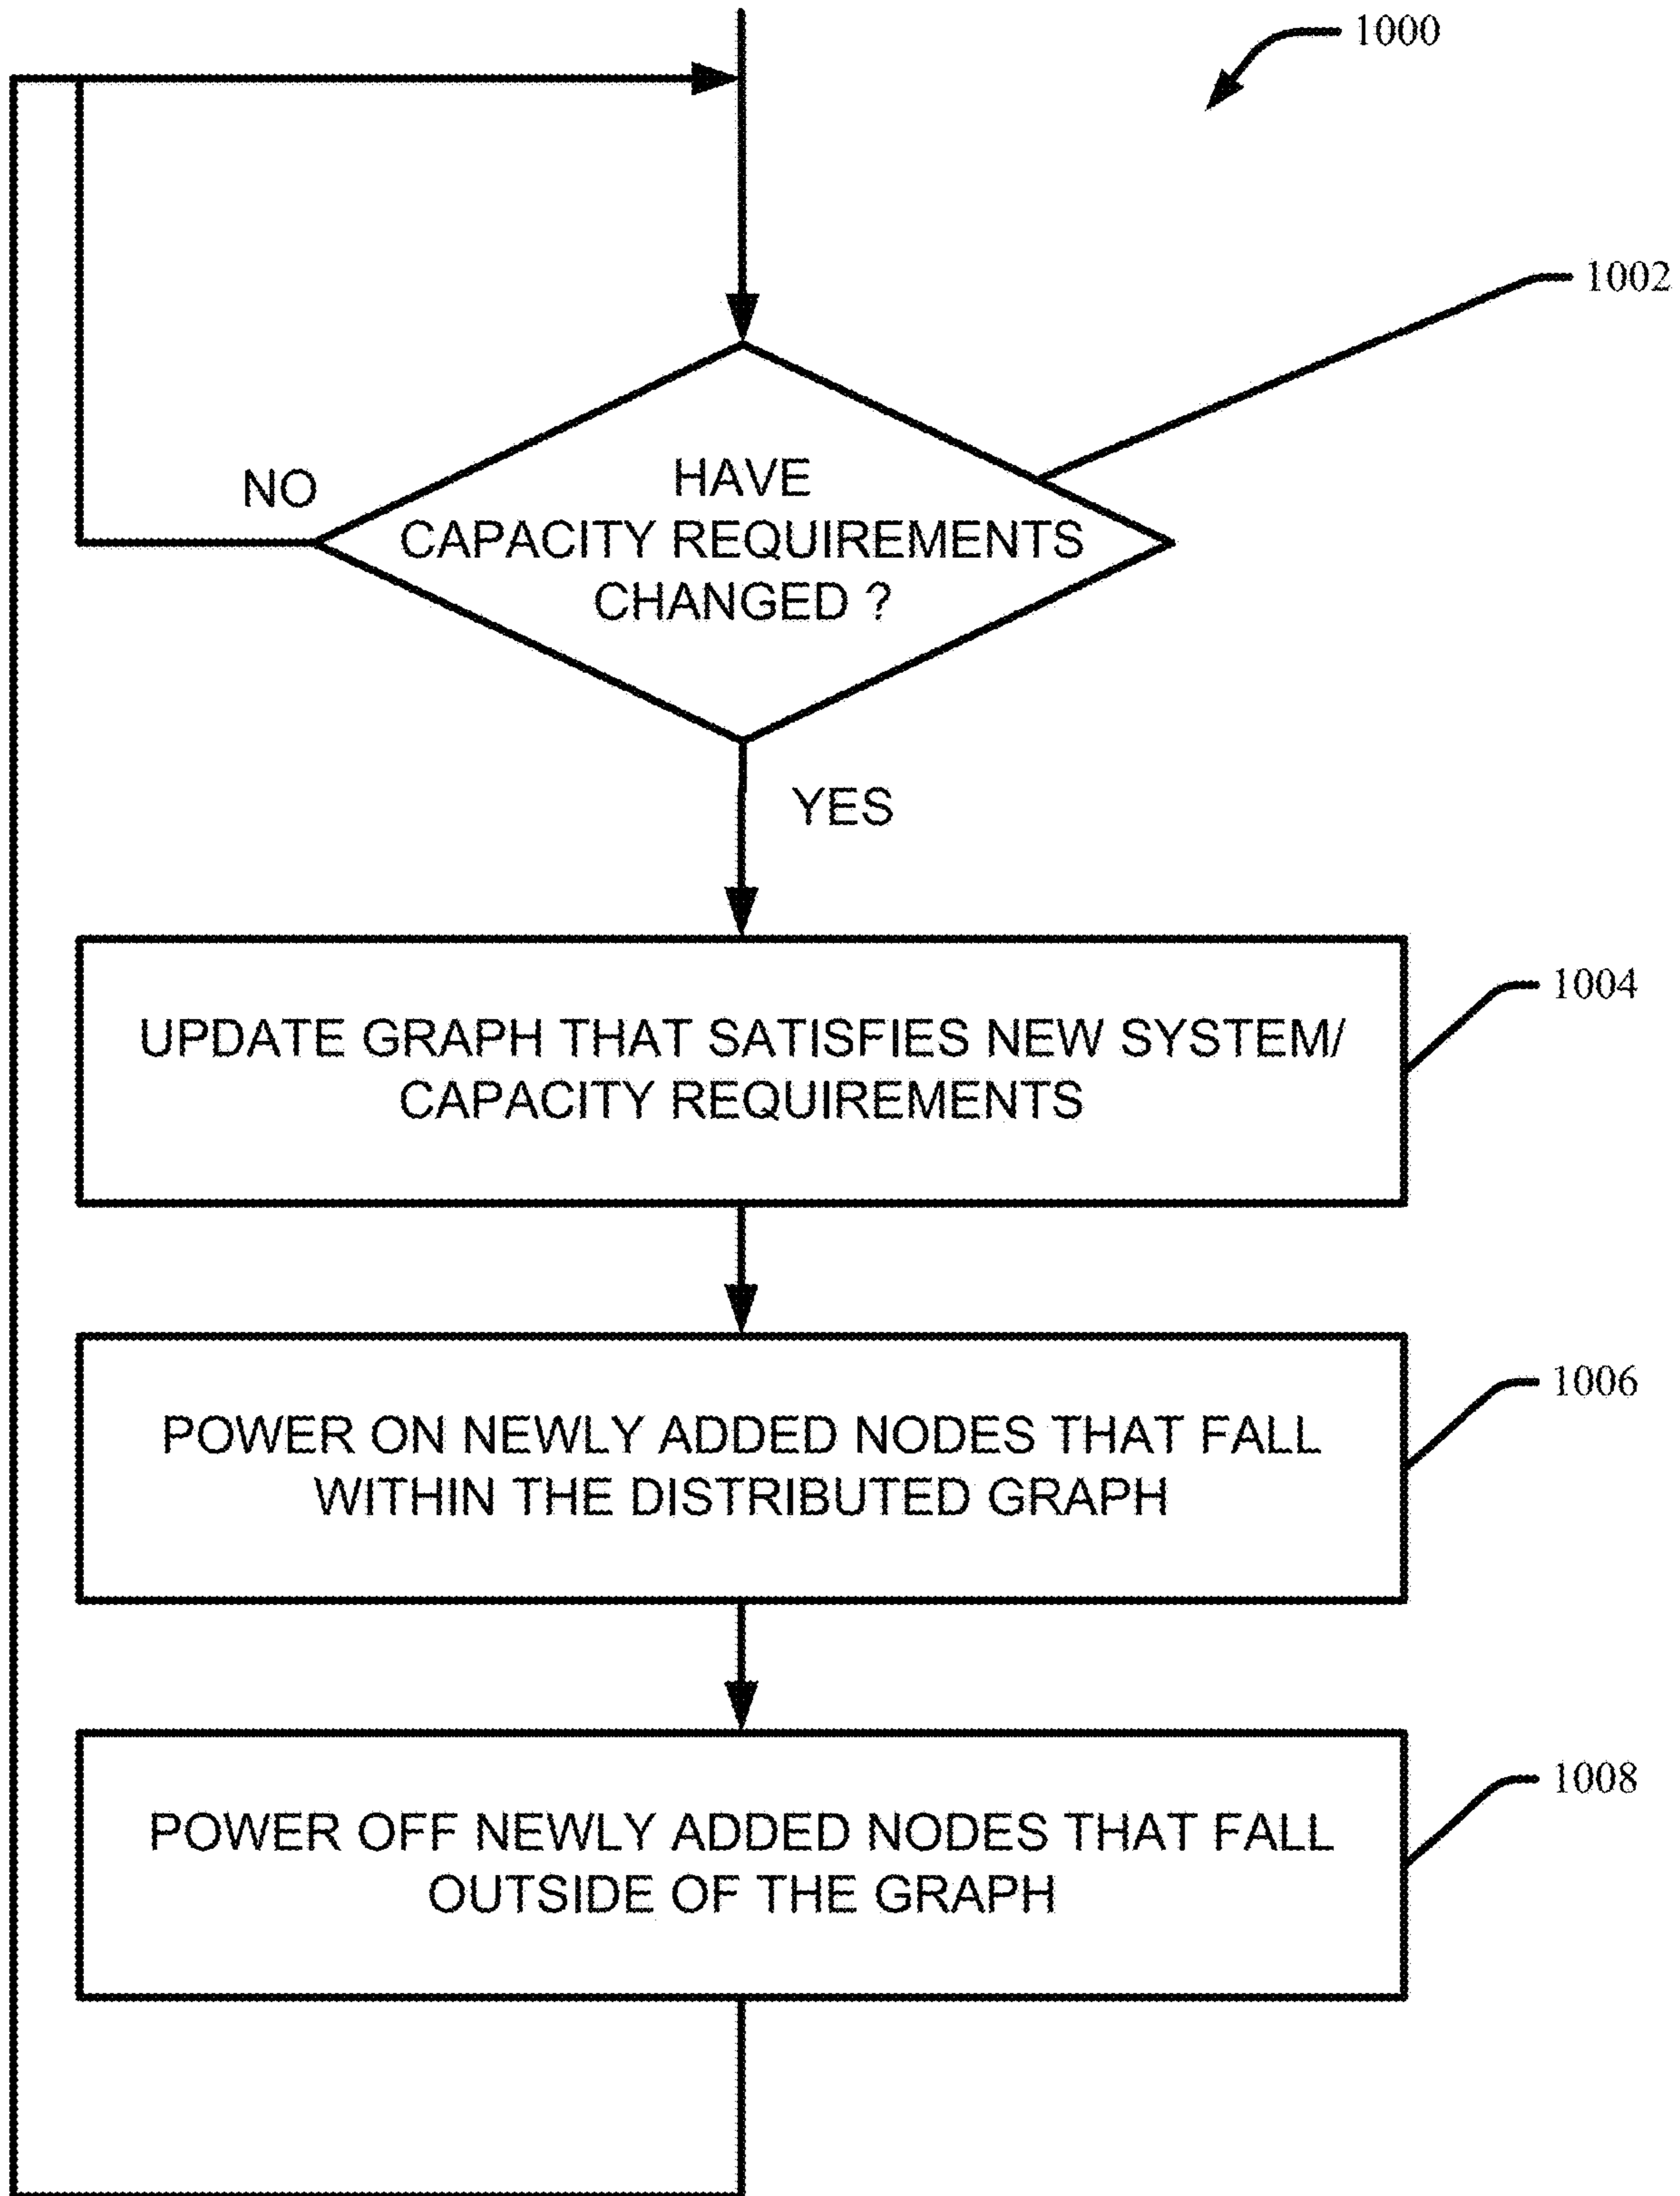 1000
1002
HAVE
CAPACITY REQUIREMENTS
CHANGED ?
NO
YES
1004
UPDATE GRAPH THAT SATISFIES NEW SYSTEM/
CAPACITY REQUIREMENTS
1006
POWER ON NEWLY ADDED NODES THAT FALL
WITHIN THE DISTRIBUTED GRAPH
1008
POWER OFF NEWLY ADDED NODES THAT FALL
OUTSIDE OF THE GRAPH